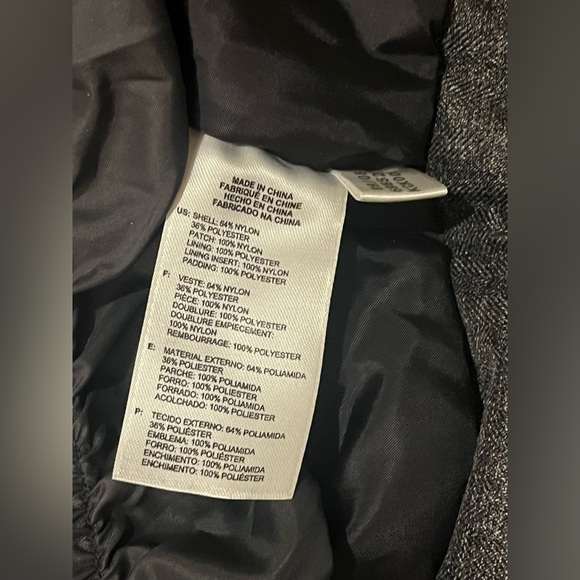 MADE IN CHINA
FABRIQUÉ EN CHINE
HECHO EN CHINA
FABRICADO NA CHINA
US: SHELL: 64% NYLON
36% POLYESTER
PATCH: 100% NYLON
LINING: 100% POLYESTER
LINING INSERT: 100% NYLON
PADDING: 100% POLYESTER
F: VESTE: 64% NYLON
36% POLYESTER
PIÈCE: 100% NYLON
DOUBLURE: 100% POLYESTER
DOUBLURE EMPIECEMENT:
100% NYLON
REMBOURRAGE: 100% POLYESTER
E: MATERIAL EXTERNO: 64% POLIAMIDA
36% POLIESTER
PARCHE: 100% POLIAMIDA
FORRO: 100% POLIESTER
FORRADO: 100% POLIAMIDA
ACOLCHADO: 100% POLIESTER
P: TECIDO EXTERNO: 64% POLIAMIDA
36% POLIÉSTER
EMBLEMA: 100% POLIAMIDA
FORRO: 100% POLIÉSTER
ENCHIMENTO: 100% POLIAMIDA
ENCHIMENTO: 100% POLIÉSTER